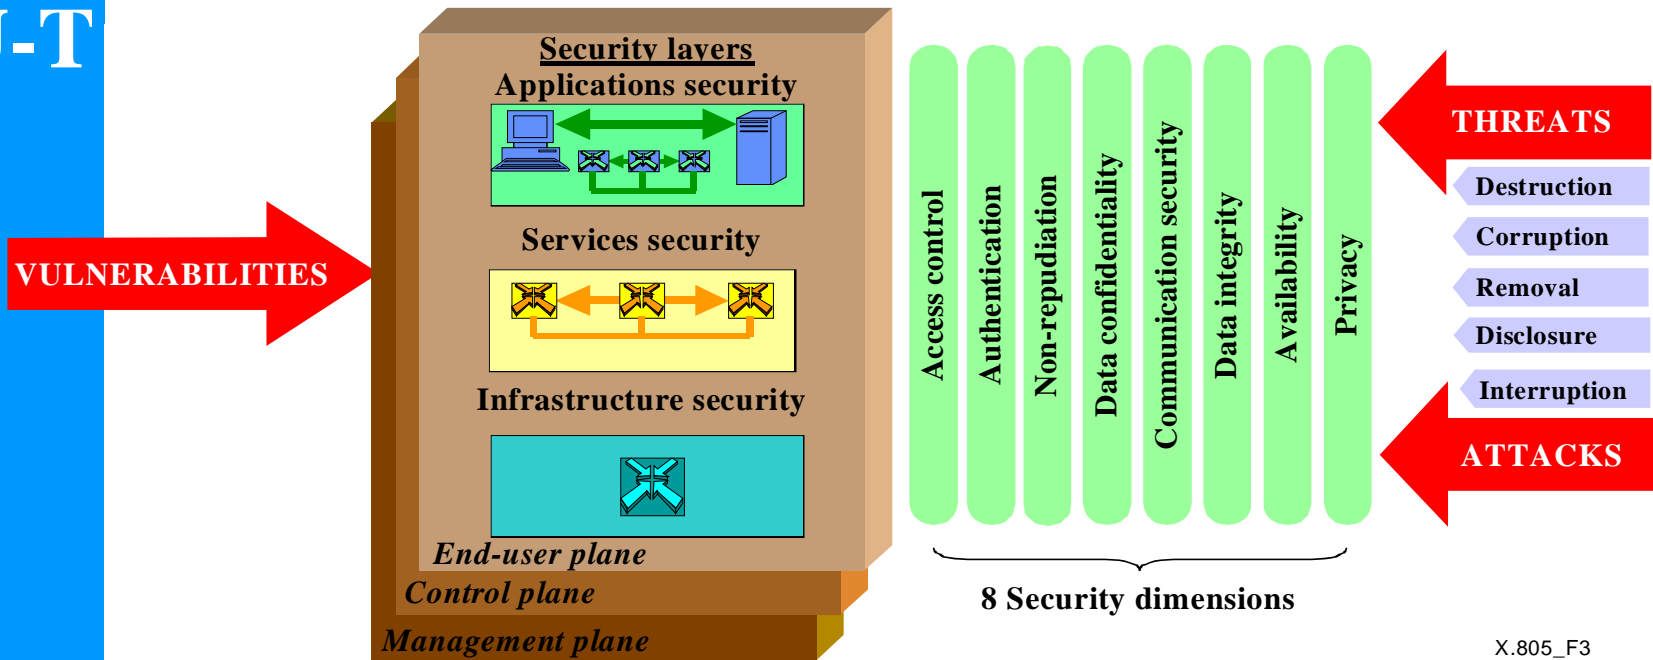 -T
VULNERABILITIES
Security layers
Applications security
Services security
Infrastructure security
End-user plane
Control plane
Management plane
Access control
Authentication
Non-repudiation
Data confidentiality
Communication security
Data integrity
Availability
Privacy
8 Security dimensions
THREATS
Destruction
Corruption
Removal
Disclosure
Interruption
ATTACKS
X.805_F3